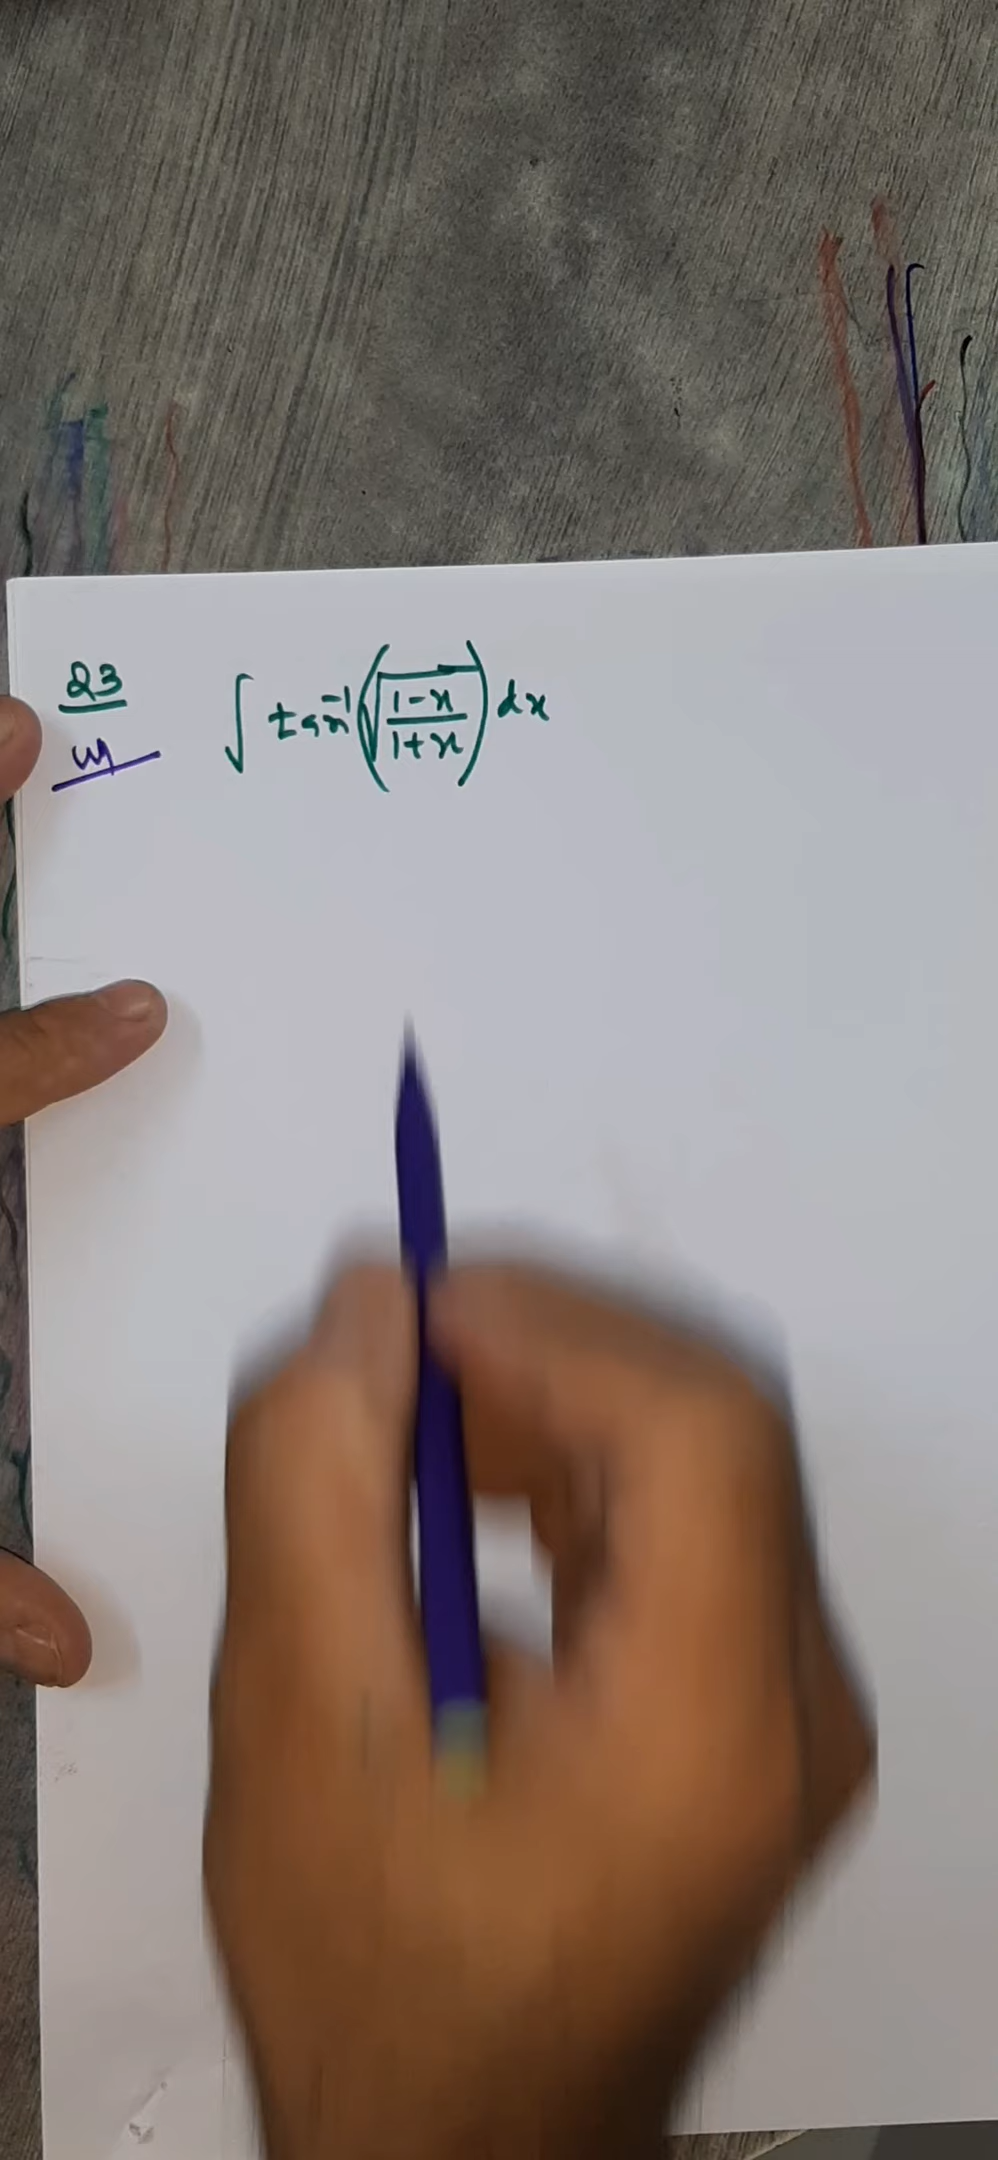 Q3 ∫ tan⁻¹(√((1-x)/(1+x))) dx